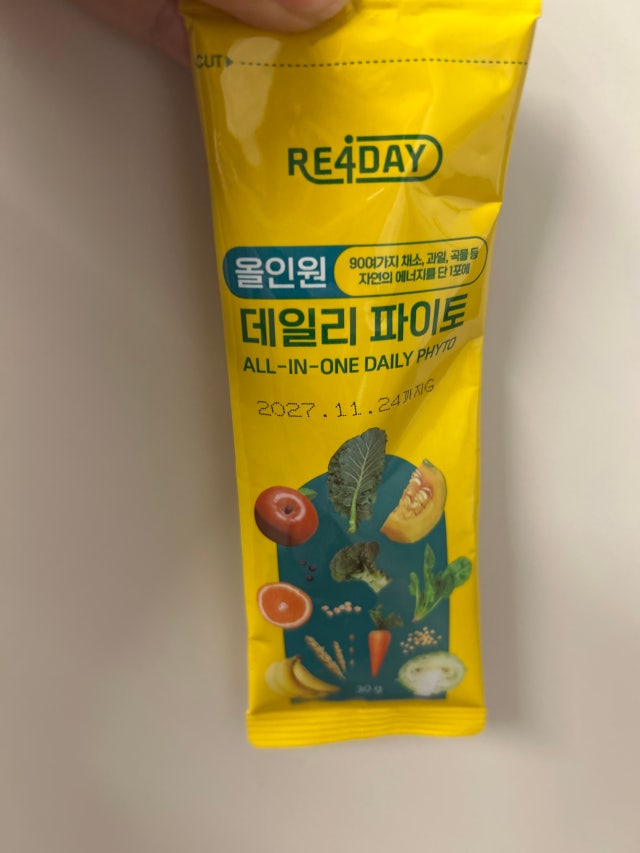 CUT▶
RE4DAY
올인원
90여가지 채소, 과일, 곡물 등
자연의 에너지를 단 1포에
데일리 파이토
ALL-IN-ONE DAILY PHYTO
2027.11.24까지G
30 g